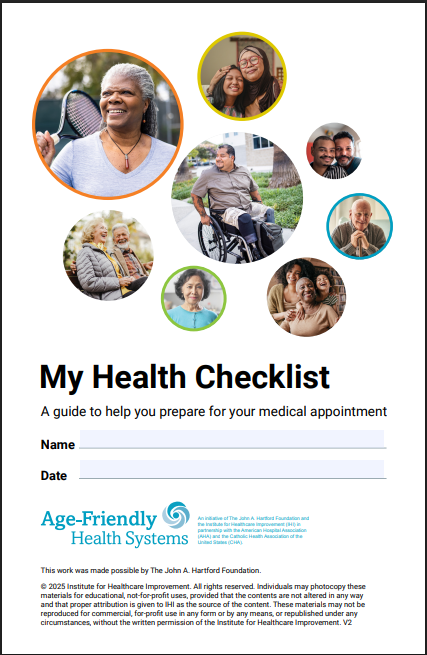 My Health Checklist
A guide to help you prepare for your medical appointment
Name
Date
Age-Friendly
Health Systems
An initiative of The John A. Hartford Foundation and
the Institute for Healthcare Improvement (IHI) in
partnership with the American Hospital Association
(AHA) and the Catholic Health Association of the
United States (CHA).
This work was made possible by The John A. Hartford Foundation.
© 2025 Institute for Healthcare Improvement. All rights reserved. Individuals may photocopy these
materials for educational, not-for-profit uses, provided that the contents are not altered in any way
and that proper attribution is given to IHI as the source of the content. These materials may not be
reproduced for commercial, for-profit use in any form or by any means, or republished under any
circumstances, without the written permission of the Institute for Healthcare Improvement. V2